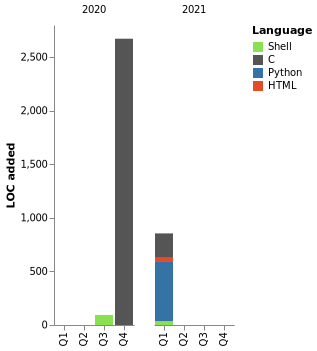 2020
2021
Language
Shell
C
Python
HTML
LOC added
2,500
2,000
1,500
1,000
500
0
Q1
Q2
Q3
Q4
Q1
Q2
Q3
Q4